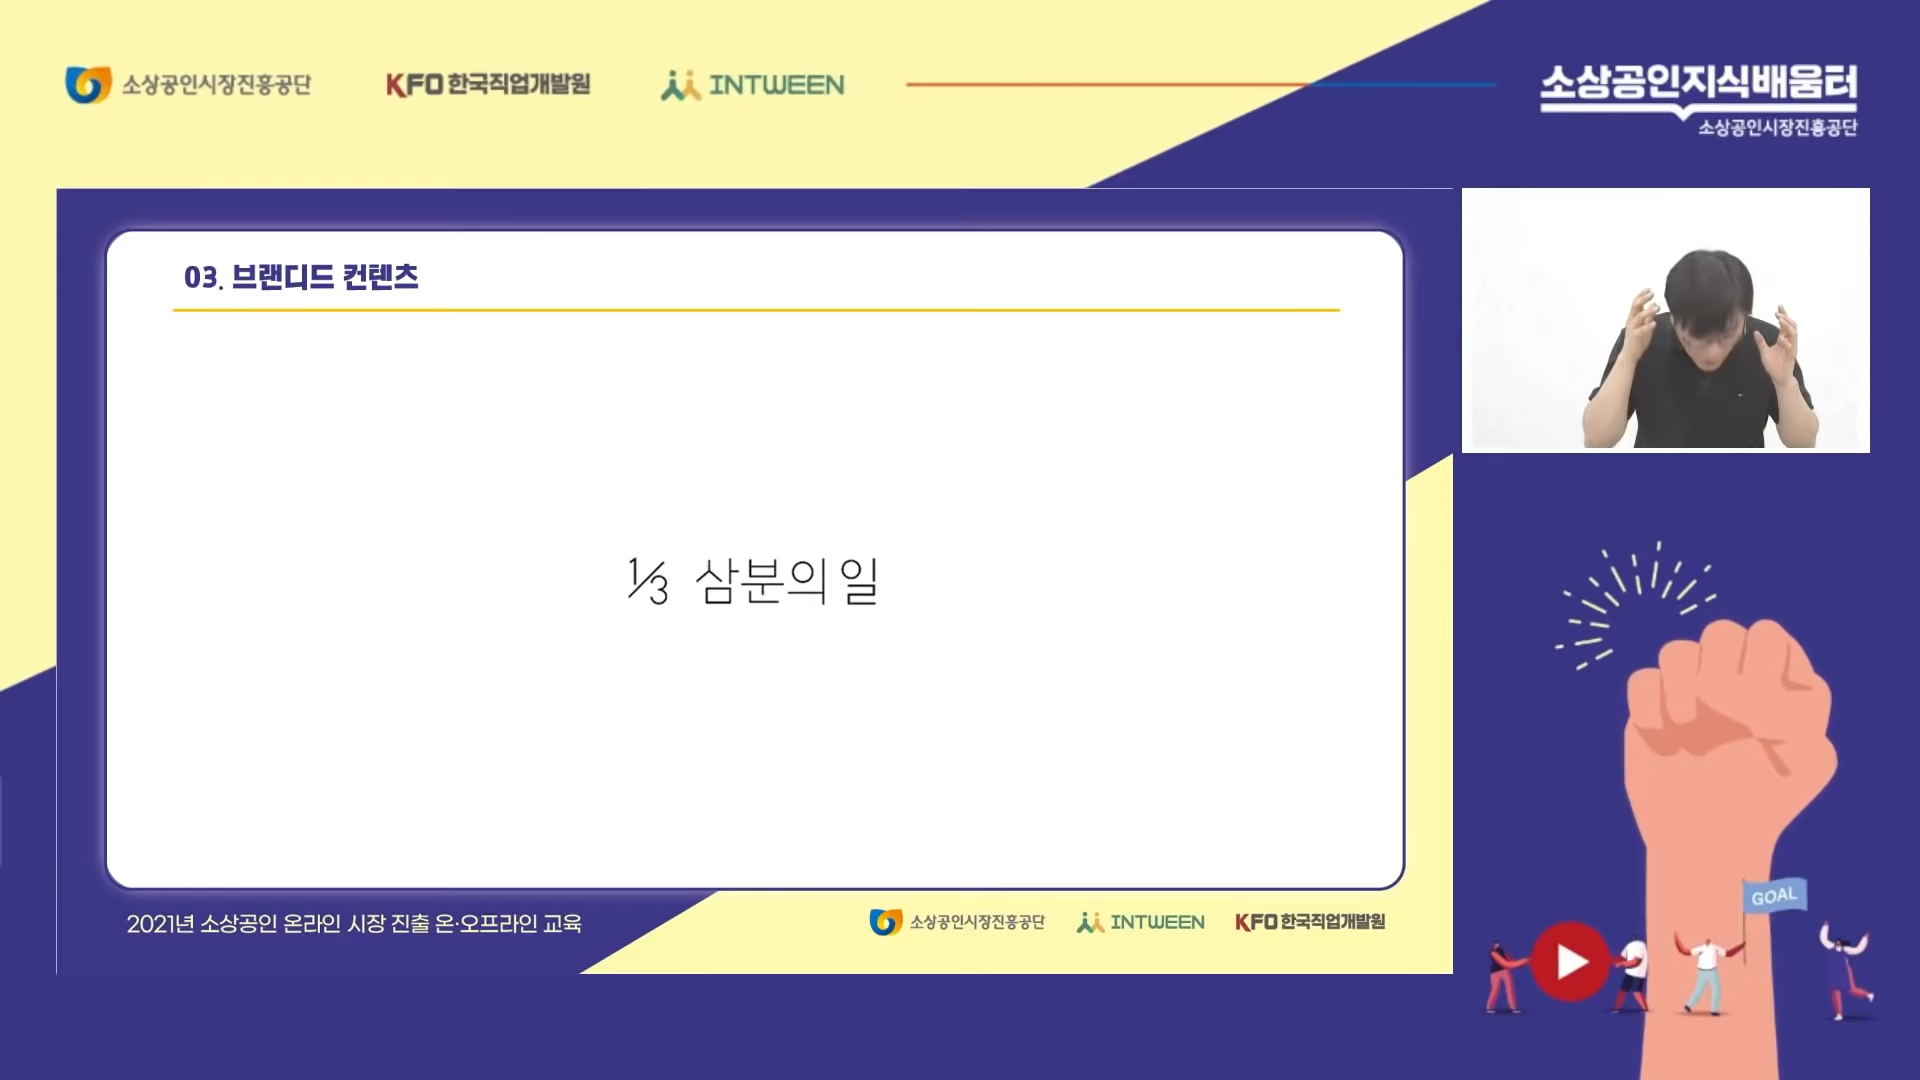 소상공인시장진흥공단
KFO 한국직업개발원
INTWEEN
소상공인지식배움터
소상공인시장진흥공단
03. 브랜디드 컨텐츠
⅓ 삼분의일
2021년 소상공인 온라인 시장 진출 온·오프라인 교육
소상공인시장진흥공단
INTWEEN
KFO 한국직업개발원
GOAL